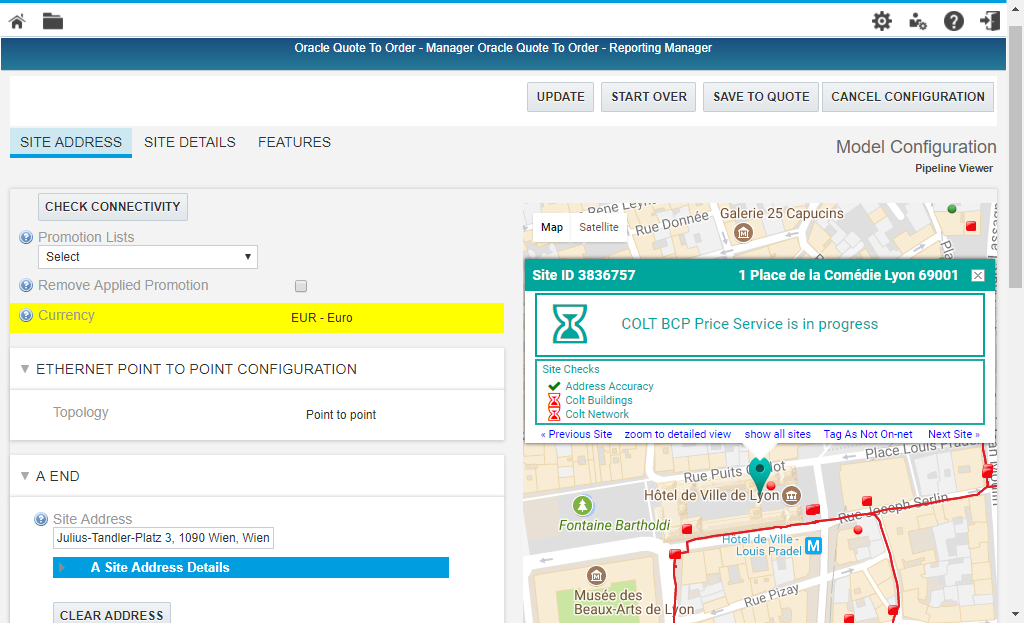 Oracle Quote To Order - Manager Oracle Quote To Order - Reporting Manager
UPDATE
START OVER
SAVE TO QUOTE
CANCEL CONFIGURATION
SITE ADDRESS
SITE DETAILS
FEATURES
Model Configuration
Pipeline Viewer
CHECK CONNECTIVITY
Promotion Lists
Select
Remove Applied Promotion
Currency
EUR - Euro
ETHERNET POINT TO POINT CONFIGURATION
Topology
Point to point
A END
Site Address
Julius-Tandler-Platz 3, 1090 Wien, Wien
A Site Address Details
CLEAR ADDRESS
Map
Satellite
Rue Donnée
Galerie 25 Capucins
Site ID 3836757
1 Place de la Comédie Lyon 69001
COLT BCP Price Service is in progress
Site Checks
Address Accuracy
Colt Buildings
Colt Network
« Previous Site
zoom to detailed view
show all sites
Tag As Not On-net
Next Site »
Place Louis
Rue Puits
Hôtel de Ville de Lyon
Rue Joseph Serlin
Fontaine Bartholdi
Hôtel de Ville -
Louis Pradel
M
Musée des
Beaux-Arts de Lyon
Rue Pizay